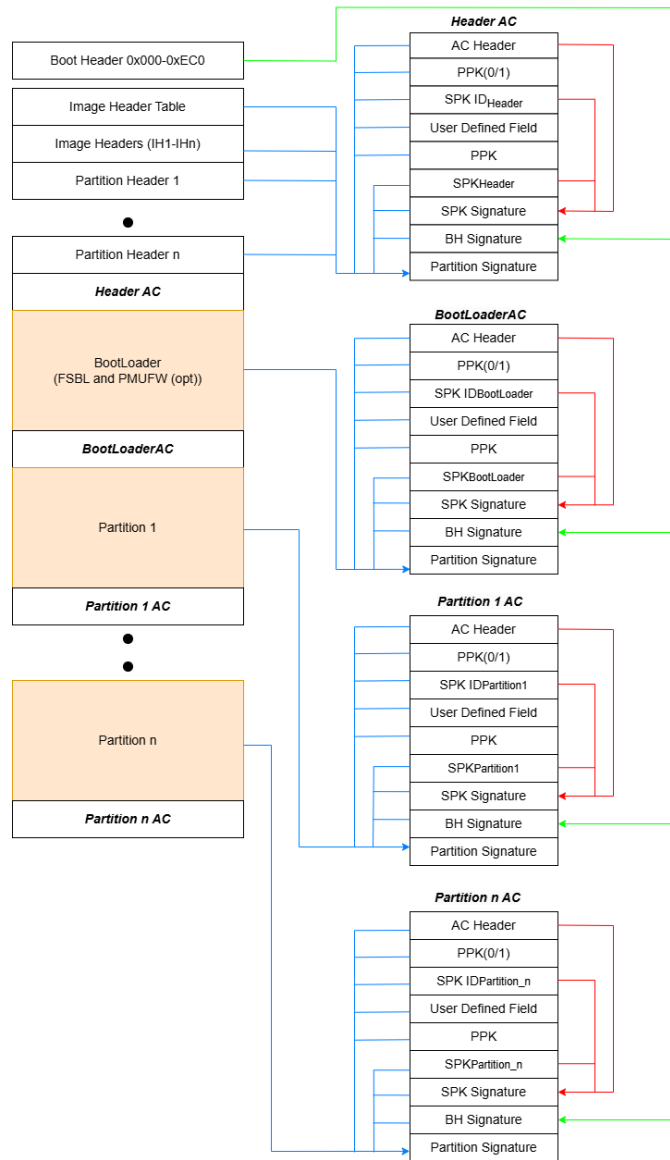 Boot Header 0x000-0xEC0
Image Header Table
Image Headers (IH1-IHn)
Partition Header 1
Partition Header n
Header AC
BootLoader
(FSBL and PMUFW (opt))
BootLoaderAC
Partition 1
Partition 1 AC
Partition n
Partition n AC
Header AC
AC Header
PPK(0/1)
SPK IDHeader
User Defined Field
PPK
SPKHeader
SPK Signature
BH Signature
Partition Signature
BootLoaderAC
AC Header
PPK(0/1)
SPK IDBootLoader
User Defined Field
PPK
SPKBootLoader
SPK Signature
BH Signature
Partition Signature
Partition 1 AC
AC Header
PPK(0/1)
SPK IDPartition1
User Defined Field
PPK
SPKPartition1
SPK Signature
BH Signature
Partition Signature
Partition n AC
AC Header
PPK(0/1)
SPK IDPartition_n
User Defined Field
PPK
SPKPartition_n
SPK Signature
BH Signature
Partition Signature